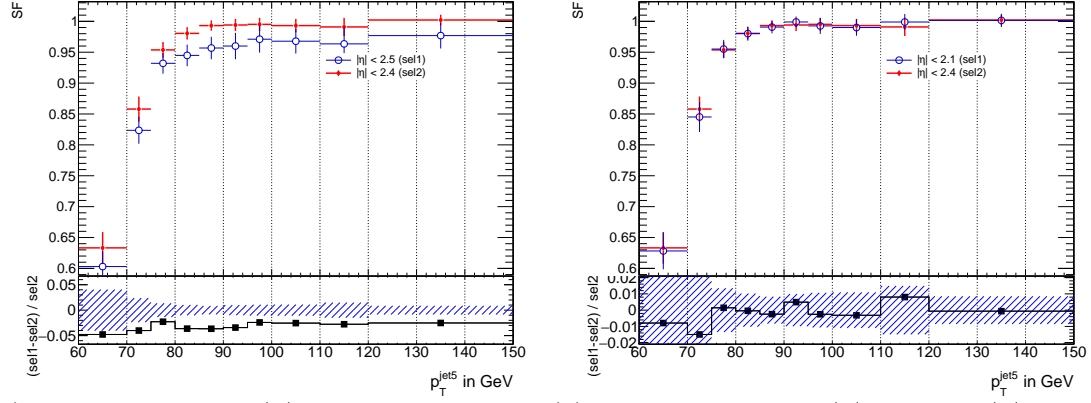 SF
1
0.95
0.9
0.85
0.8
0.75
0.7
0.65
0.6
|η| < 2.5 (sel1)
|η| < 2.4 (sel2)
(sel1-sel2) / sel2
0.05
0
−0.05
60 70 80 90 100 110 120 130 140 150
p_T^jet5 in GeV
SF
1
0.95
0.9
0.85
0.8
0.75
0.7
0.65
0.6
|η| < 2.1 (sel1)
|η| < 2.4 (sel2)
(sel1-sel2) / sel2
0.02
0.01
0
−0.01
−0.02
60 70 80 90 100 110 120 130 140 150
p_T^jet5 in GeV